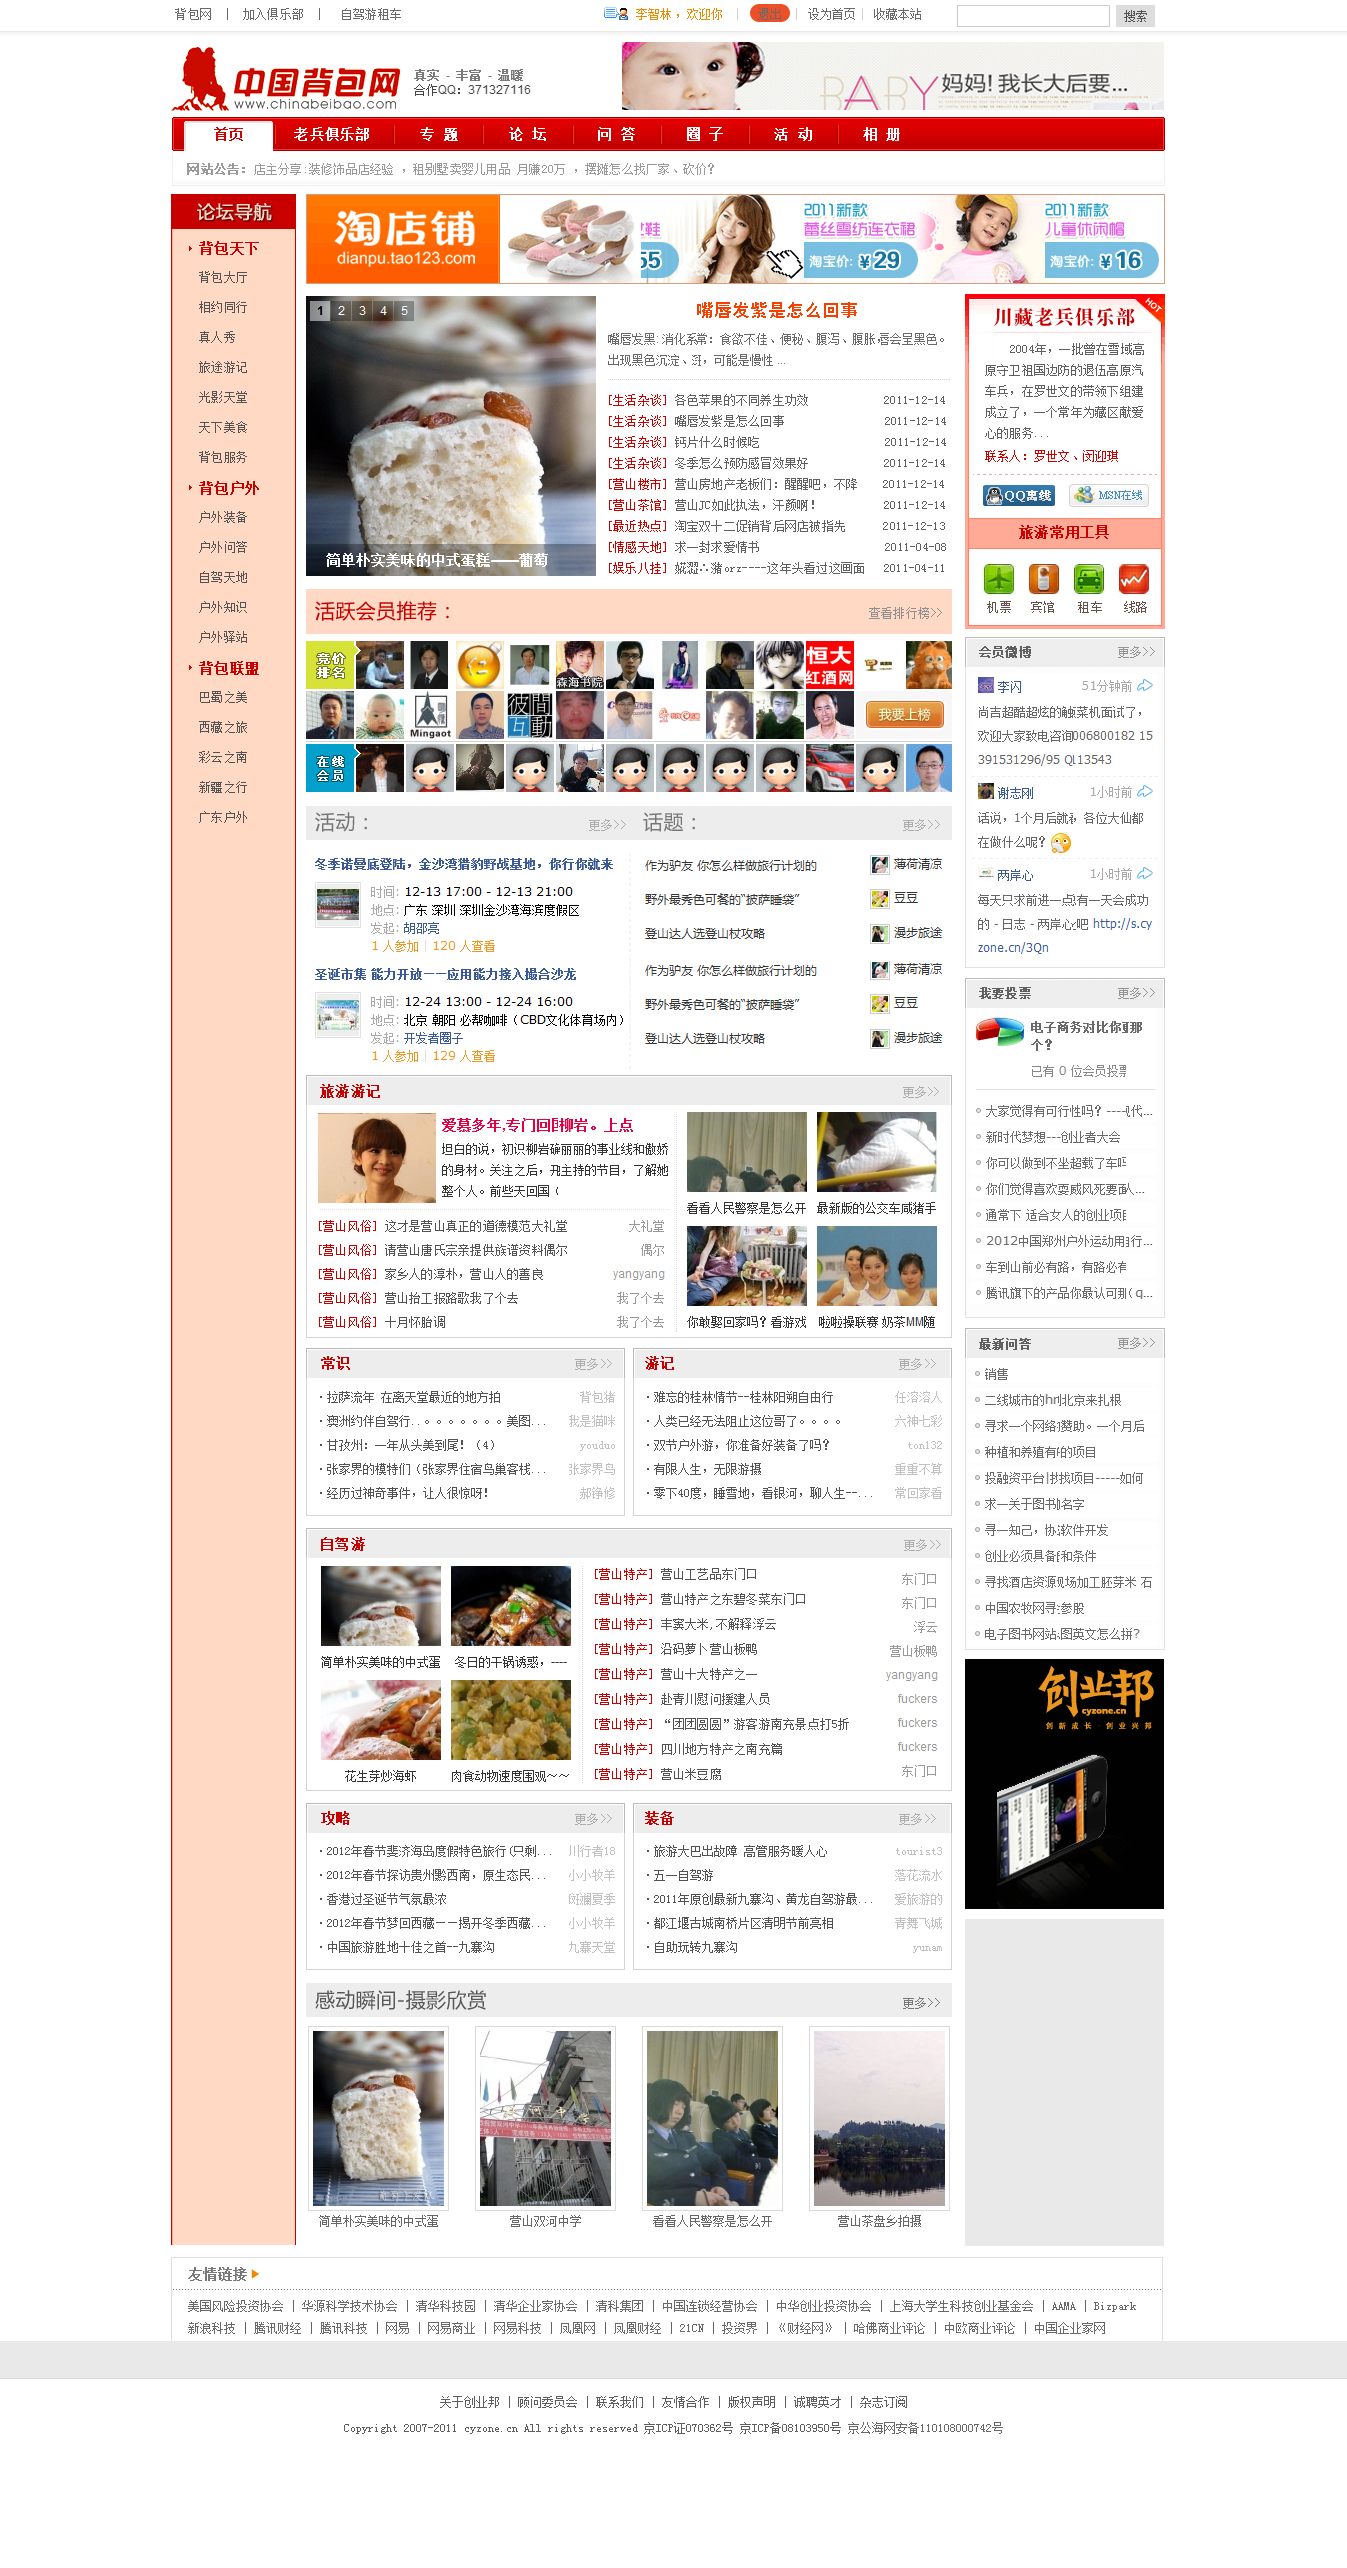 背包网 | 加入俱乐部 | 自驾游租车
李智林，欢迎你 | 退出 | 设为首页 | 收藏本站
搜索
中国背包网
www.chinabeibao.com
真实 - 丰富 - 温暖
合作QQ：371327116
BABY 妈妈! 我长大后要...
首页 老兵俱乐部 专 题 论 坛 问 答 圈 子 活 动 相 册
网站公告：店主分享:装修饰品店经验 ，租别墅卖婴儿用品 月赚20万 ，摆摊怎么找厂家、砍价？
论坛导航
背包天下
背包大厅
相约同行
真人秀
旅途游记
光影天堂
天下美食
背包服务
背包户外
户外装备
户外问答
自驾天地
户外知识
户外驿站
背包联盟
巴蜀之美
西藏之旅
彩云之南
新疆之行
广东户外
淘店铺
dianpu.tao123.com
55
2011新款
蕾丝雪纺连衣裙
淘宝价: ¥29
2011新款
儿童休闲帽
淘宝价: ¥16
1 2 3 4 5
简单朴实美味的中式蛋糕——葡萄
嘴唇发紫是怎么回事
出现黑色沉淀、斑，可能是慢性 ...
[生活杂谈] 各色苹果的不同养生功效 2011-12-14
[生活杂谈] 嘴唇发紫是怎么回事 2011-12-14
[生活杂谈] 钙片什么时候吃 2011-12-14
[生活杂谈] 冬季怎么预防感冒效果好 2011-12-14
[营山楼市] 营山房地产老板们：醒醒吧，不降 2011-12-14
[营山茶馆] 营山JC如此执法，汗颜啊！ 2011-12-14
[最近热点] 淘宝双十二促销背后网店被指先 2011-12-13
[情感天地] 求一封求爱情书 2011-04-08
[娱乐八挂] orz----这年头看过这画面 2011-04-11
川藏老兵俱乐部
HOT
2004年，一批曾在雪域高
原守卫祖国边防的退伍高原汽
车兵，在罗世文的带领下组建
成立了，一个常年为藏区献爱
心的服务...
联系人：罗世文、闵迎琪
QQ离线 MSN在线
旅游常用工具
机票 宾馆 租车 线路
活跃会员推荐：
查看排行榜>>
竞价排名
森海书院
恒大红酒网
Mingaot
彼間互動
我要上榜
在线会员
会员微博 更多>>
李闪 51分钟前
尚吉超酷超炫的触菜机面试了，
欢迎大家致电咨询006800182 15
391531296/95 Q113543
谢志刚 1小时前
话说，1个月后就 各位大仙都
在做什么呢？
两岸心 1小时前
每天只求前进一点 有一天会成功
的 - 日志 - 两岸心吧 http://s.cy
zone.cn/3Qn
活动： 更多>>
冬季诺曼底登陆，金沙湾猎豹野战基地，你行你就来
时间: 12-13 17:00 - 12-13 21:00
地点: 广东 深圳 深圳金沙湾海滨度假区
发起: 胡邵亮
1 人参加 | 120 人查看
圣诞市集 能力开放——应用能力接入撮合沙龙
时间: 12-24 13:00 - 12-24 16:00
地点: 北京 朝阳 必帮咖啡（CBD文化体育场内）
发起: 开发者圈子
1 人参加 | 129 人查看
话题： 更多>>
作为驴友 你怎么样做旅行计划的 薄荷清凉
野外最秀色可餐的“披萨睡袋” 豆豆
登山达人选登山杖攻略 漫步旅途
作为驴友 你怎么样做旅行计划的 薄荷清凉
野外最秀色可餐的“披萨睡袋” 豆豆
登山达人选登山杖攻略 漫步旅途
我要投票 更多>>
电子商务对比你更
个？
已有 0 位会员投票
大家觉得有可行性吗？ ---代...
新时代梦想---创业者大会
你可以做到不坐超载了车吗
你们觉得喜欢耍威风死要面人...
通常下 适合女人的创业项目
2012中国郑州户外运动用品行...
车到山前必有路，有路必有
腾讯旗下的产品你最认可那（ q...
旅游游记 更多>>
爱慕多年,专门回 柳岩。上点
坦白的说，初识柳岩 丽丽的事业线和傲娇
的身材。关注之后， 主持的节目，了解她
整个人。前些天回国（
[营山风俗] 这才是营山真正的道德模范大礼堂 大礼堂
[营山风俗] 请营山唐氏宗亲提供族谱资料偶尔 偶尔
[营山风俗] 家乡人的淳朴，营山人的善良 yangyang
[营山风俗] 营山抬工报路歌我了个去 我了个去
[营山风俗] 十月怀胎调 我了个去
看看人民警察是怎么开 最新版的公交车咸猪手
你敢娶回家吗？看游戏 啦啦操联赛 奶茶MM随
最新问答 更多>>
销售
二线城市的hr 北京来扎根
寻求一个网络 赞助。一个月后
种植和养殖有 的项目
投融资平台 找项目-----如何
求一关于图书 名字
寻一知己，协 软件开发
创业必须具备 和条件
寻找酒店资源 现场加工胚芽米 石
中国农牧网寻 参股
电子图书网站 图英文怎么拼?
常识 更多>>
拉萨流年 在离天堂最近的地方拍 背包猪
澳洲约伴自驾行..。。。。。。。美图... 我是猫咪
甘孜州：一年从头美到尾！（4） youduo
张家界的模特们（张家界住宿鸟巢客栈... 张家界鸟
经历过神奇事件，让人很惊呀！ 郝铮修
游记 更多>>
难忘的桂林情节--桂林阳朔自由行 任溶溶人
人类已经无法阻止这位哥了。。。。 六神七彩
双节户外游，你准备好装备了吗？ ton132
有限人生，无限游摄 重重不算
零下40度，睡雪地，看银河，聊人生--... 常回家看
自驾游 更多>>
简单朴实美味的中式蛋 冬日的干锅诱惑，----
花生芽炒海虾 肉食动物速度围观～～
[营山特产] 营山工艺品东门口 东门口
[营山特产] 营山特产之东碧冬菜东门口 东门口
[营山特产] 丰窦大米,不解释浮云 浮云
[营山特产] 沿码萝卜营山板鸭 营山板鸭
[营山特产] 营山十大特产之一 yangyang
[营山特产] 赴青川慰问援建人员 fuckers
[营山特产] “团团圆圆”游客游南充景点打5折 fuckers
[营山特产] 四川地方特产之南充篇 fuckers
[营山特产] 营山米豆腐 东门口
创业邦
cyzone.cn
创新成长·创业兴邦
攻略 更多>>
2012年春节斐济海岛度假特色旅行(只剩... 川行者18
2012年春节探访贵州黔西南，原生态民... 小小牧羊
香港过圣诞节气氛最浓 斑斓夏季
2012年春节梦回西藏——揭开冬季西藏... 小小牧羊
中国旅游胜地十佳之首--九寨沟 九寨天堂
装备 更多>>
旅游大巴出故障 高管服务暖人心 tourist3
五一自驾游 落花流水
2011年原创最新九寨沟、黄龙自驾游最... 爱旅游的
都江堰古城南桥片区清明节前亮相 青舞飞城
自助玩转九寨沟 yunam
感动瞬间-摄影欣赏 更多>>
河中学
简单朴实美味的中式蛋 营山双河中学 看看人民警察是怎么开 营山茶盘乡拍摄
友情链接
美国风险投资协会 | 华源科学技术协会 | 清华科技园 | 清华企业家协会 | 清科集团 | 中国连锁经营协会 | 中华创业投资协会 | 上海大学生科技创业基金会 | AAMA | Bizpark
新浪科技 | 腾讯财经 | 腾讯科技 | 网易 | 网易商业 | 网易科技 | 凤凰网 | 凤凰财经 | 21CN | 投资界 | 《财经网》 | 哈佛商业评论 | 中欧商业评论 | 中国企业家网
关于创业邦 | 顾问委员会 | 联系我们 | 友情合作 | 版权声明 | 诚聘英才 | 杂志订阅
Copyright 2007-2011 cyzone.cn All rights reserved 京ICP证070362号 京ICP备08103950号 京公海网安备110108000742号